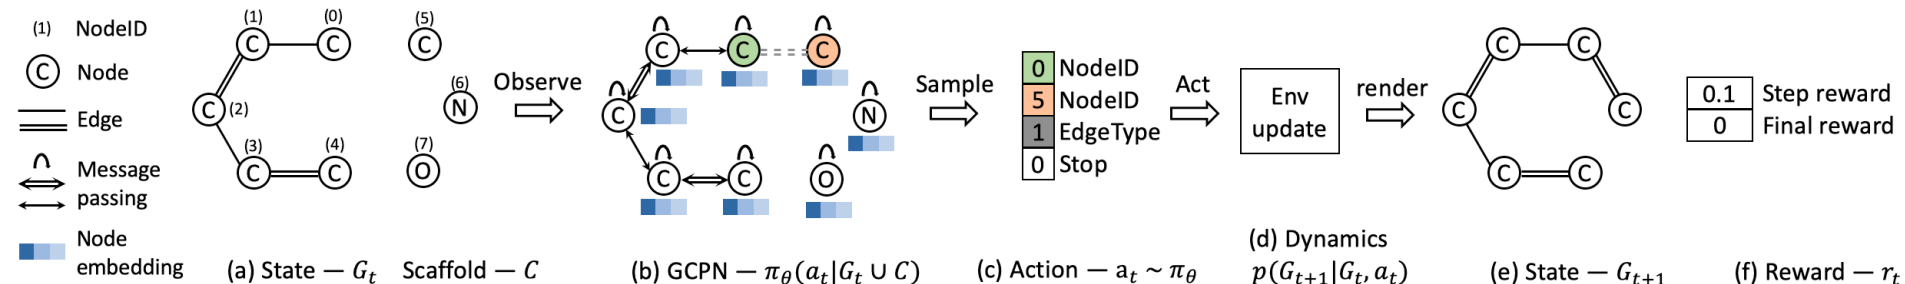 (1) NodeID
C Node
Edge
Message
passing
Node
embedding
(1) (0) (5)
C C C
(6)
C (2) N
(3) (4) (7)
C C O
(a) State — G_t Scaffold — C
Observe
C C C
C N
C C O
(b) GCPN — π_θ(a_t|G_t ∪ C)
Sample
0 NodeID
5 NodeID
1 EdgeType
0 Stop
(c) Action — a_t ~ π_θ
Act
Env
update
(d) Dynamics
p(G_{t+1}|G_t, a_t)
render
C C
C C
C C
(e) State — G_{t+1}
0.1 Step reward
0 Final reward
(f) Reward — r_t